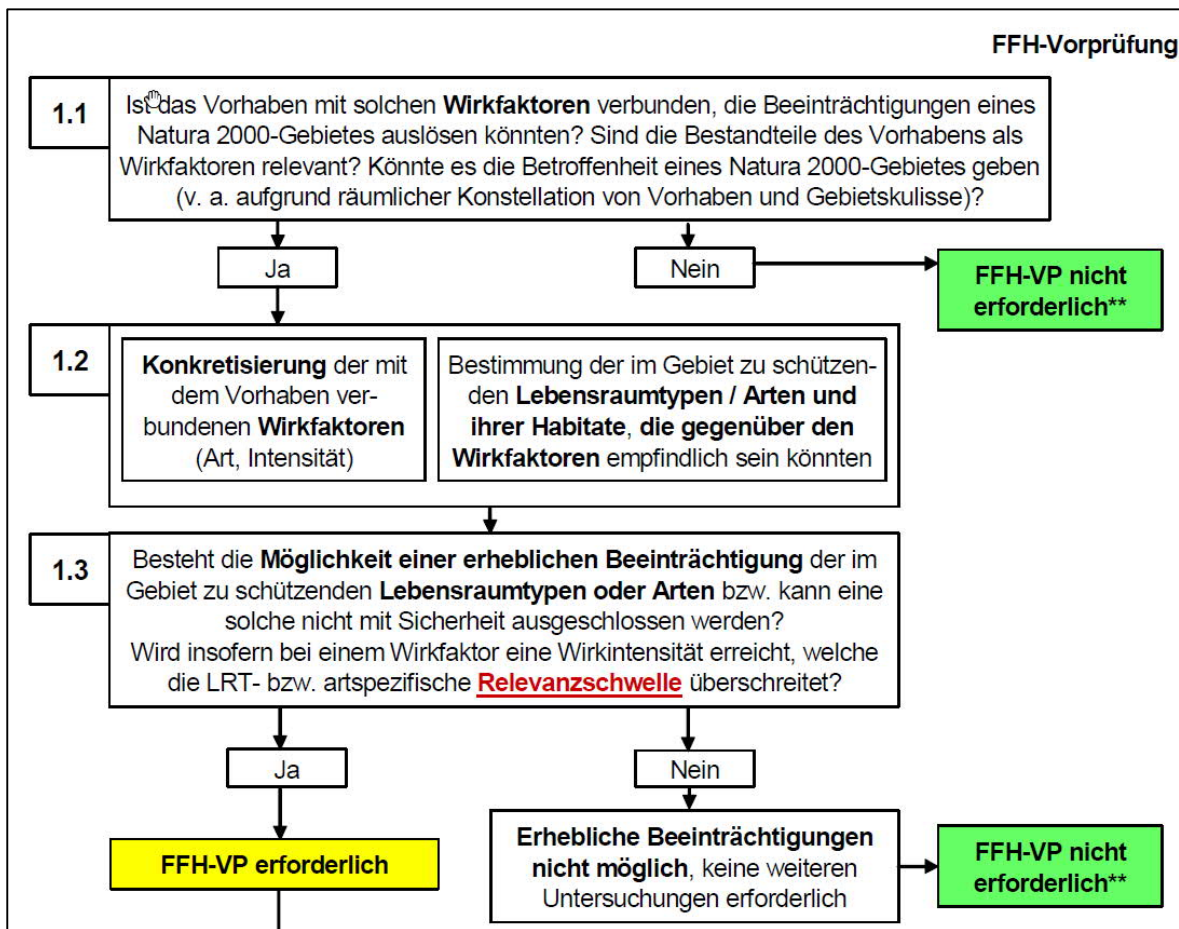 FFH-Vorprüfung
1.1
Ist das Vorhaben mit solchen Wirkfaktoren verbunden, die Beeinträchtigungen eines
Natura 2000-Gebietes auslösen könnten? Sind die Bestandteile des Vorhabens als
Wirkfaktoren relevant? Könnte es die Betroffenheit eines Natura 2000-Gebietes geben
(v. a. aufgrund räumlicher Konstellation von Vorhaben und Gebietskulisse)?
Ja
Nein
FFH-VP nicht
erforderlich**
1.2
Konkretisierung der mit
dem Vorhaben ver-
bundenen Wirkfaktoren
(Art, Intensität)
Bestimmung der im Gebiet zu schützen-
den Lebensraumtypen / Arten und
ihrer Habitate, die gegenüber den
Wirkfaktoren empfindlich sein könnten
1.3
Besteht die Möglichkeit einer erheblichen Beeinträchtigung der im
Gebiet zu schützenden Lebensraumtypen oder Arten bzw. kann eine
solche nicht mit Sicherheit ausgeschlossen werden?
Wird insofern bei einem Wirkfaktor eine Wirkintensität erreicht, welche
die LRT- bzw. artspezifische Relevanzschwelle überschreitet?
Ja
Nein
FFH-VP erforderlich
Erhebliche Beeinträchtigungen
nicht möglich, keine weiteren
Untersuchungen erforderlich
FFH-VP nicht
erforderlich**